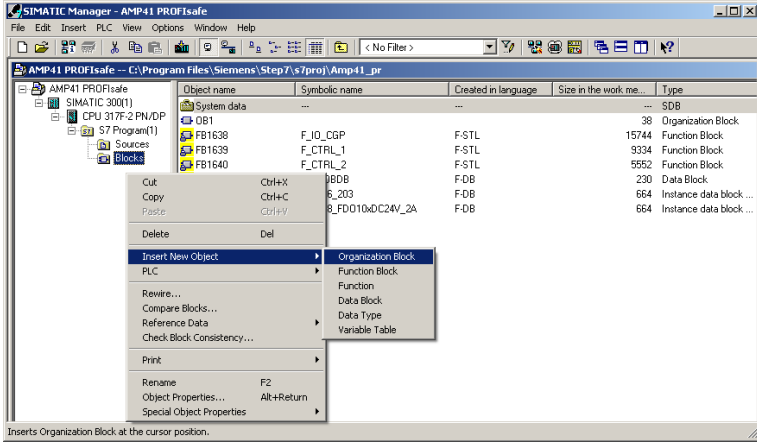 SIMATIC Manager - AMP41 PROFIsafe
File Edit Insert PLC View Options Window Help
< No Filter >
AMP41 PROFIsafe -- C:\Program Files\Siemens\Step7\s7proj\Amp41_pr
AMP41 PROFIsafe
SIMATIC 300(1)
CPU 317F-2 PN/DP
S7 Program(1)
Sources
Blocks
Object name Symbolic name Created in language Size in the work me... Type
System data --- --- --- SDB
OB1 38 Organization Block
FB1638 F_IO_CGP F-STL 15744 Function Block
FB1639 F_CTRL_1 F-STL 9334 Function Block
FB1640 F_CTRL_2 F-STL 5552 Function Block
F-DB 230 Data Block
6_203 F-DB 664 Instance data block ...
8_FDO10xDC24V_2A F-DB 664 Instance data block ...
Cut Ctrl+X
Copy Ctrl+C
Paste Ctrl+V
Delete Del
Insert New Object
PLC
Rewire...
Compare Blocks...
Reference Data
Check Block Consistency...
Print
Rename F2
Object Properties... Alt+Return
Special Object Properties
Organization Block
Function Block
Function
Data Block
Data Type
Variable Table
Inserts Organization Block at the cursor position.